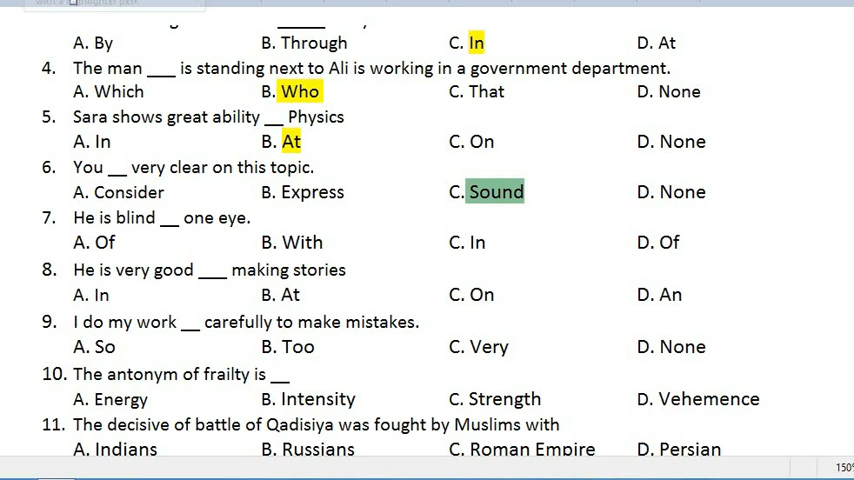 A. By B. Through C. In D. At
4. The man ___ is standing next to Ali is working in a government department.
A. Which B. Who C. That D. None
5. Sara shows great ability __ Physics
A. In B. At C. On D. None
6. You __ very clear on this topic.
A. Consider B. Express C. Sound D. None
7. He is blind __ one eye.
A. Of B. With C. In D. Of
8. He is very good ___ making stories
A. In B. At C. On D. An
9. I do my work __ carefully to make mistakes.
A. So B. Too C. Very D. None
10. The antonym of frailty is __
A. Energy B. Intensity C. Strength D. Vehemence
11. The decisive of battle of Qadisiya was fought by Muslims with
A. Indians B. Russians C. Roman Empire D. Persian
150%